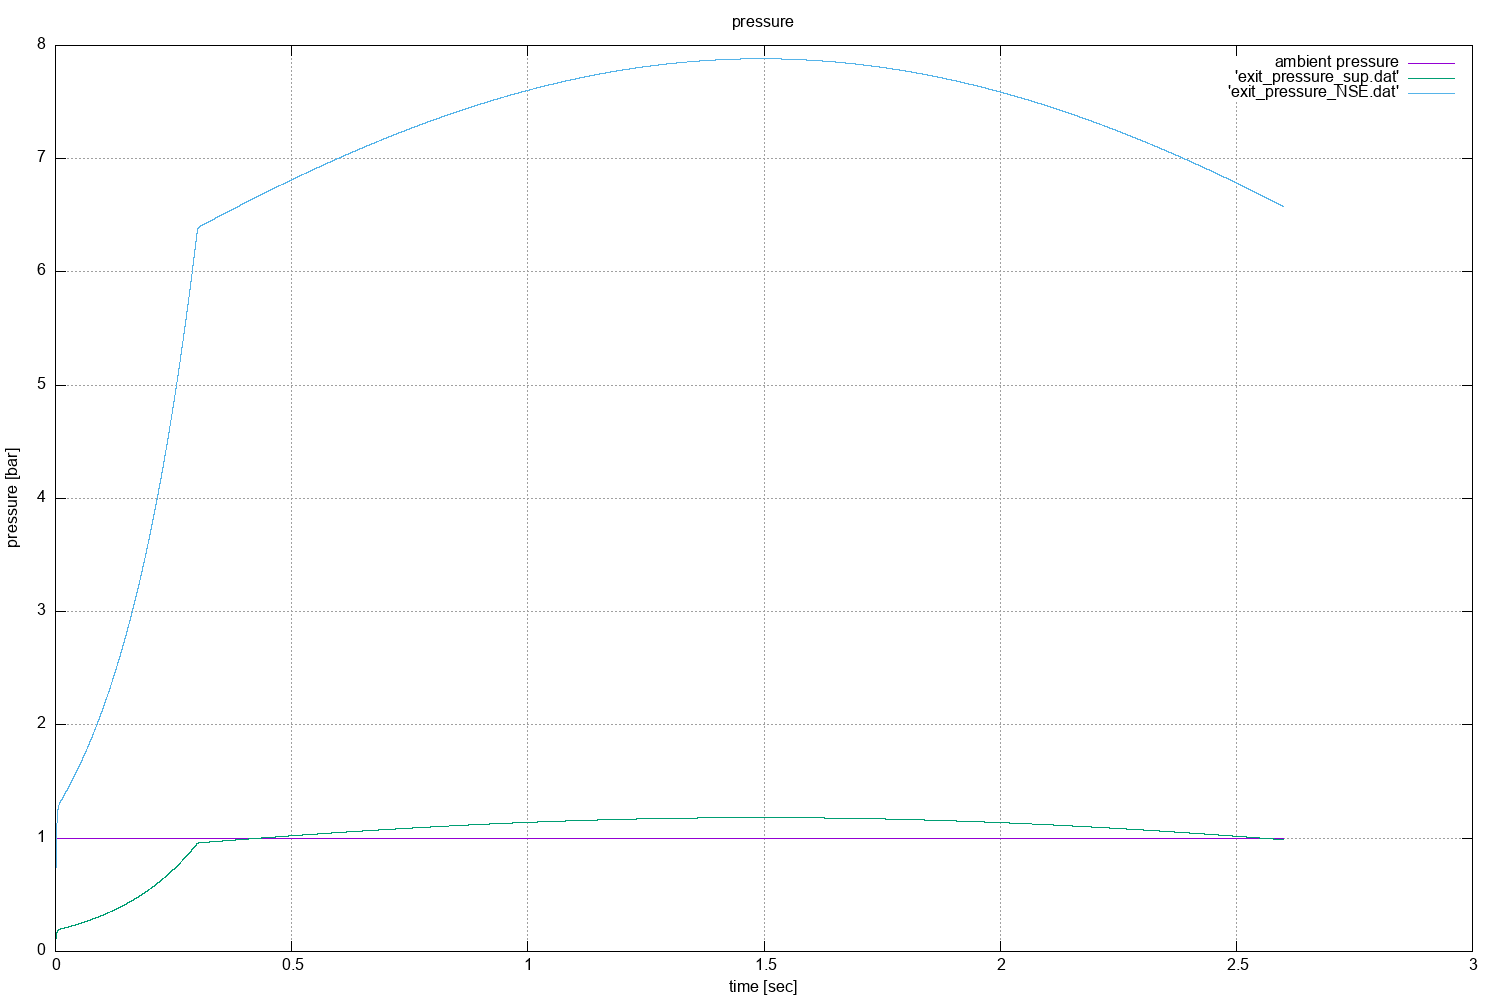 pressure
8
7
6
5
4
3
2
1
0
pressure [bar]
ambient pressure
'exit_pressure_sup.dat'
'exit_pressure_NSE.dat'
0 0.5 1 1.5 2 2.5 3
time [sec]